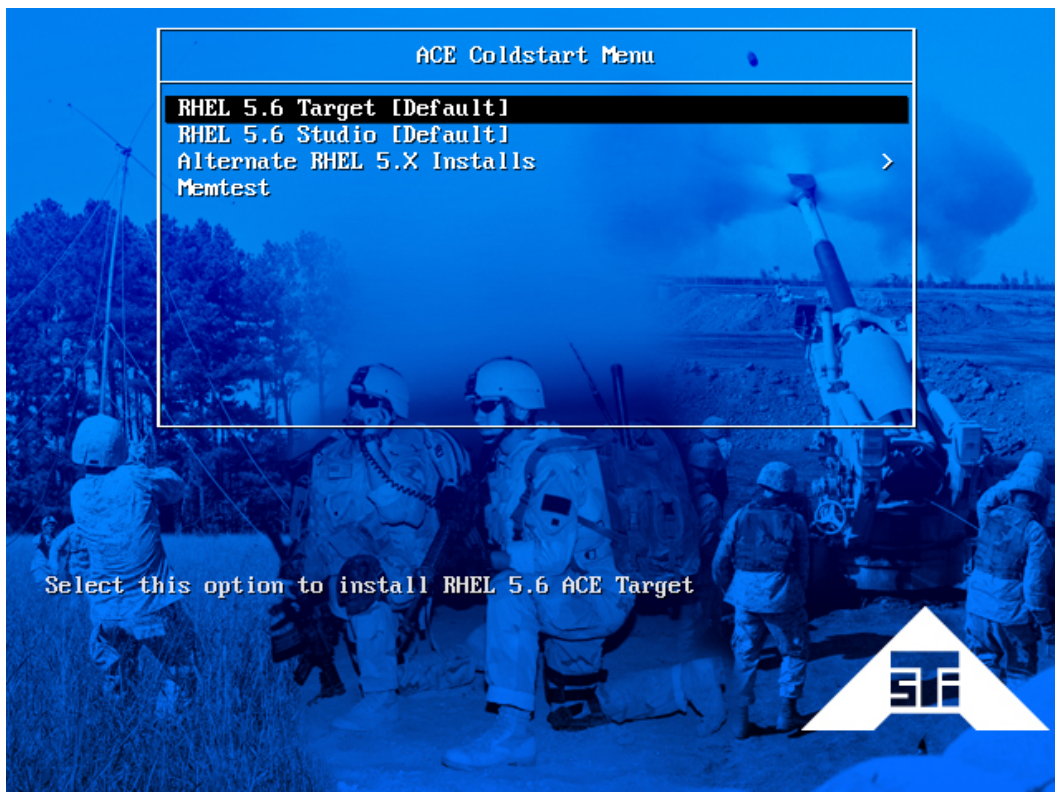 ACE Coldstart Menu
RHEL 5.6 Target [Default]
RHEL 5.6 Studio [Default]
Alternate RHEL 5.X Installs >
Memtest
Select this option to install RHEL 5.6 ACE Target
STi